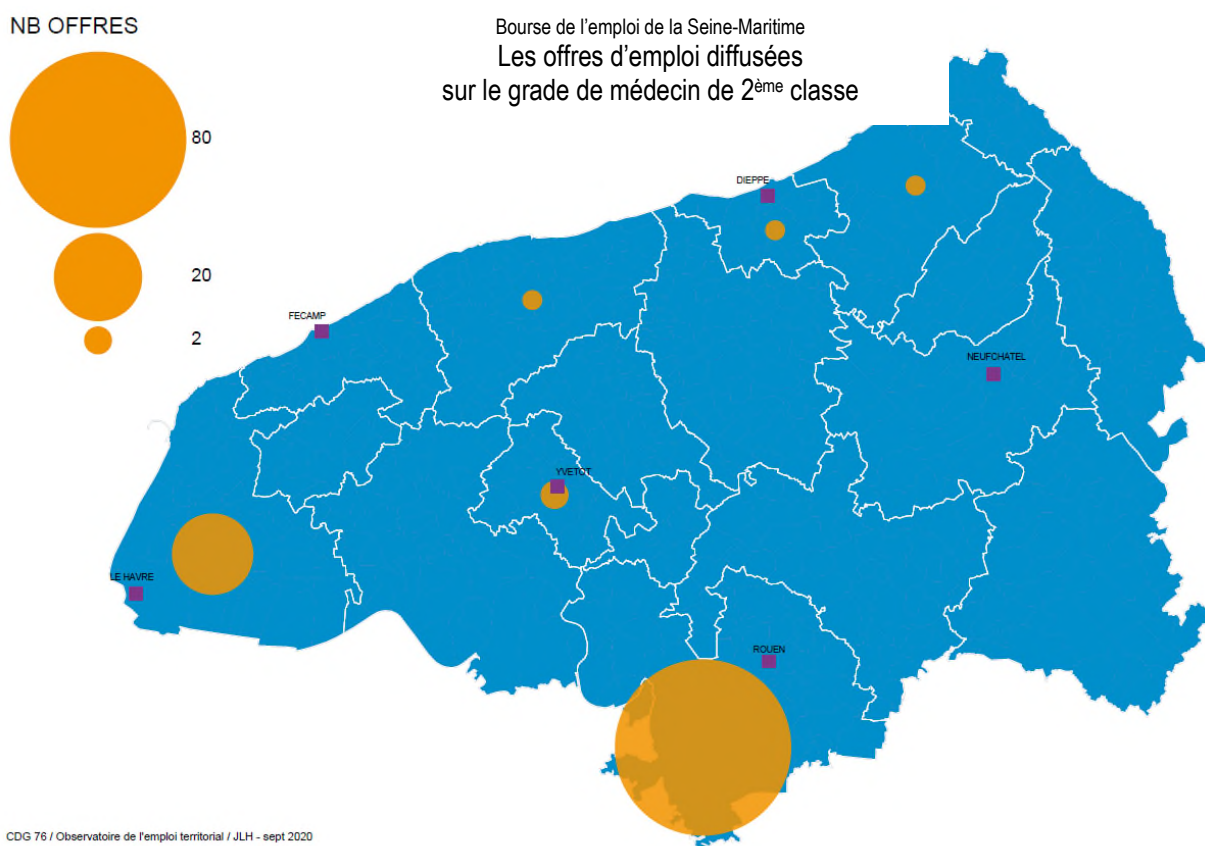 NB OFFRES
Bourse de l'emploi de la Seine-Maritime
Les offres d'emploi diffusées
sur le grade de médecin de 2ème classe
80
20
2
DIEPPE
FECAMP
NEUFCHATEL
YVETOT
LE HAVRE
ROUEN
CDG 76 / Observatoire de l'emploi territorial / JLH - sept 2020